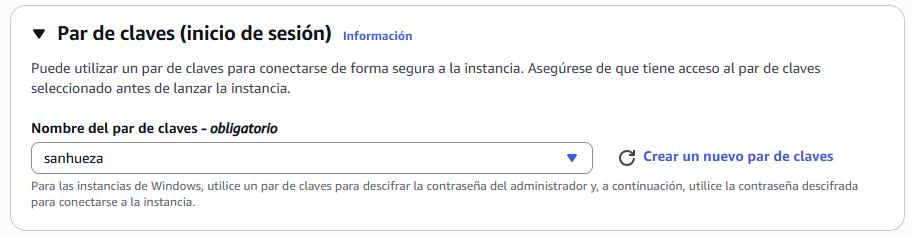 Par de claves (inicio de sesión) Información
Puede utilizar un par de claves para conectarse de forma segura a la instancia. Asegúrese de que tiene acceso al par de claves
seleccionado antes de lanzar la instancia.
Nombre del par de claves - obligatorio
sanhueza
Crear un nuevo par de claves
Para las instancias de Windows, utilice un par de claves para descifrar la contraseña del administrador y, a continuación, utilice la contraseña descifrada
para conectarse a la instancia.